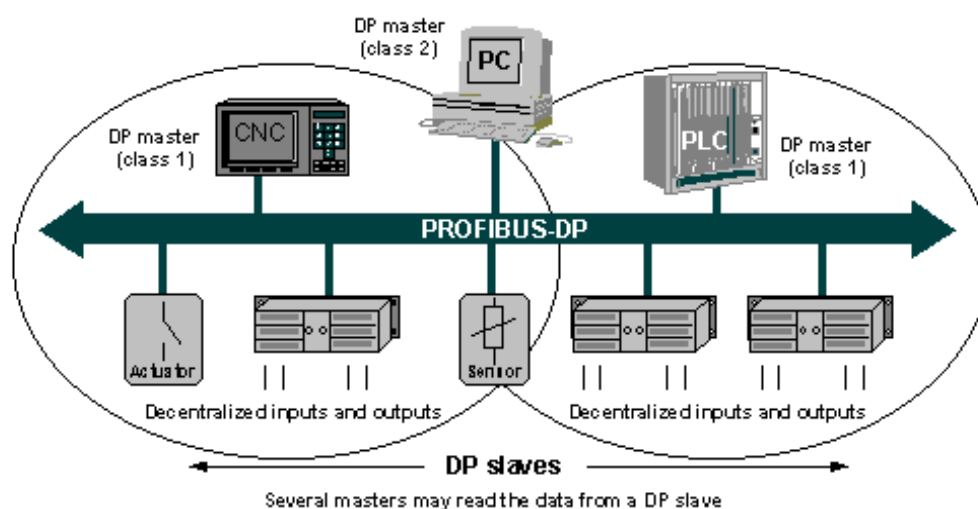 DP master
(class 2)
PC
CNC
DP master
(class 1)
PLC
DP master
(class 1)
PROFIBUS-DP
Actuator
Sensor
Decentralized inputs and outputs
Decentralized inputs and outputs
DP slaves
Several masters may read the data from a DP slave